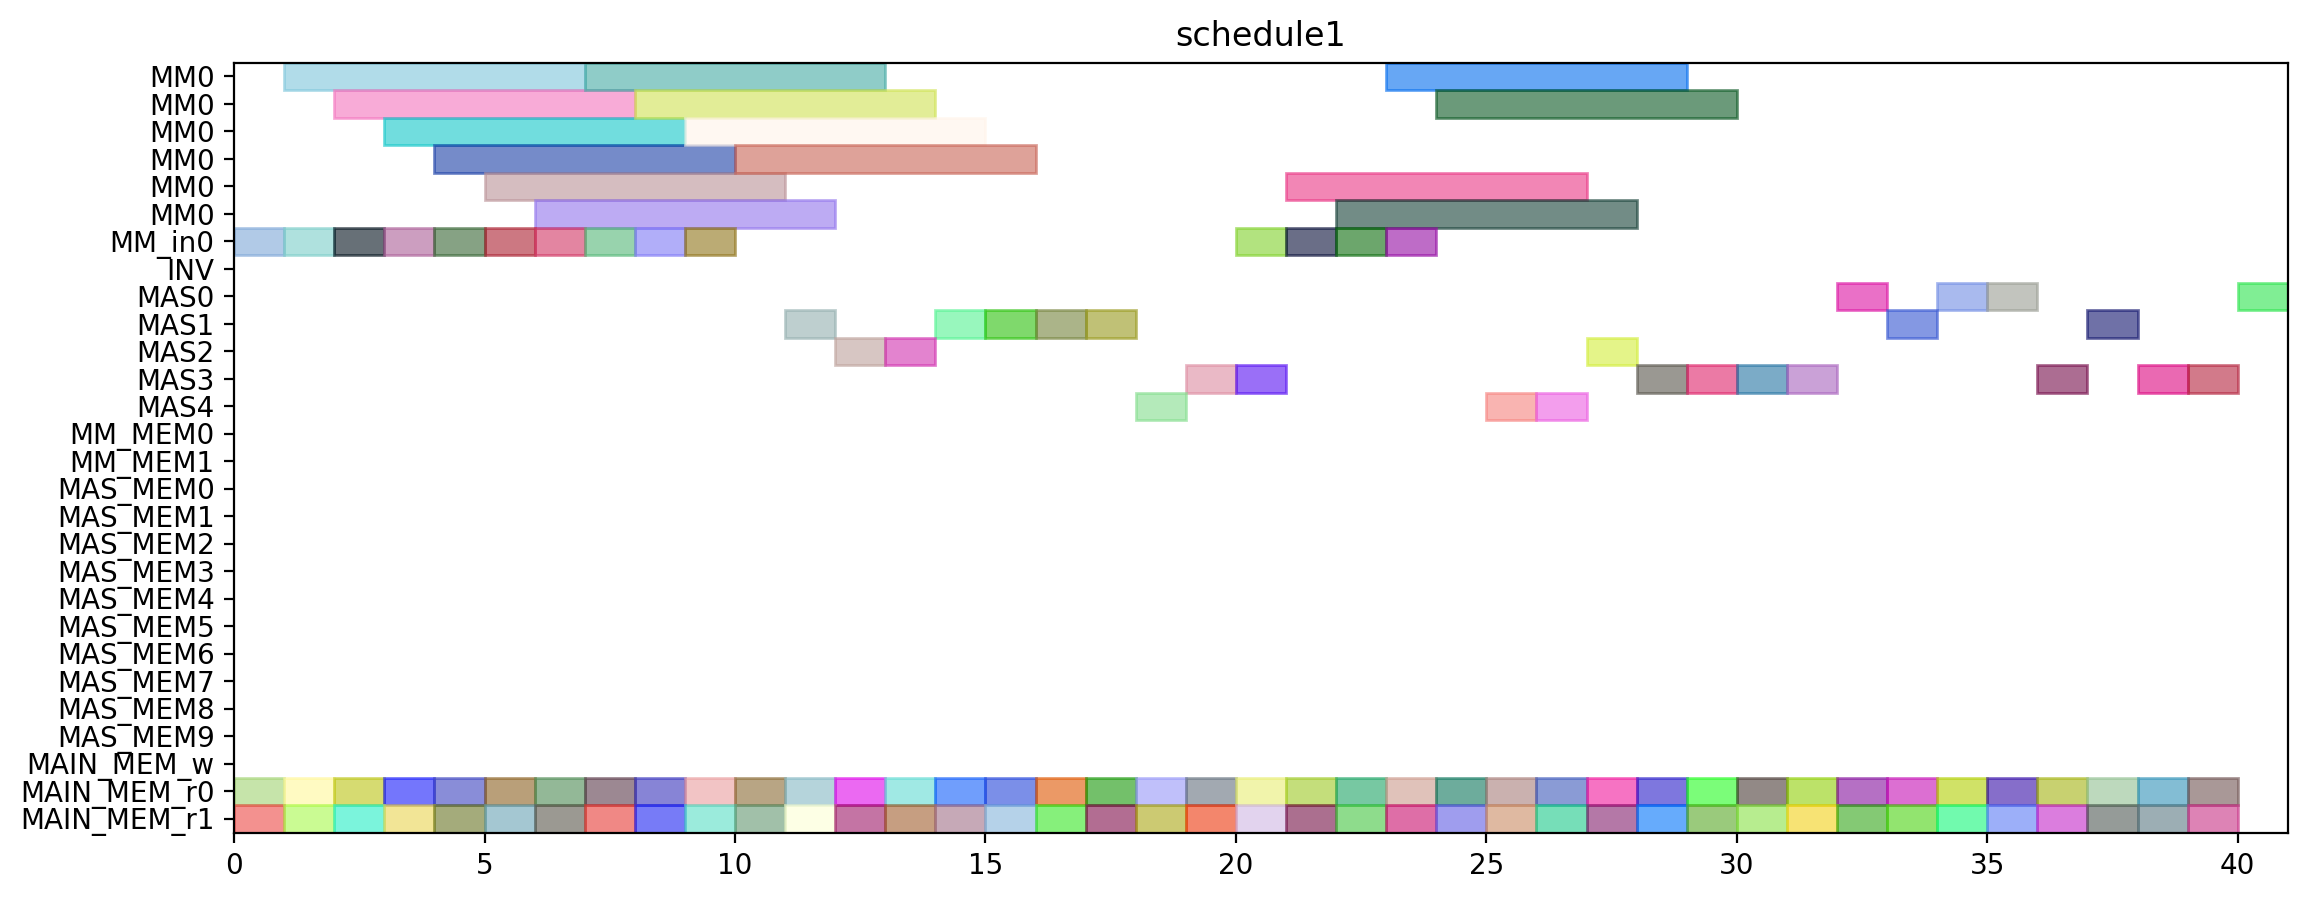 schedule1
MM0
MM0
MM0
MM0
MM0
MM0
MM_in0
INV
MAS0
MAS1
MAS2
MAS3
MAS4
MM_MEM0
MM_MEM1
MAS_MEM0
MAS_MEM1
MAS_MEM2
MAS_MEM3
MAS_MEM4
MAS_MEM5
MAS_MEM6
MAS_MEM7
MAS_MEM8
MAS_MEM9
MAIN_MEM_w
MAIN_MEM_r0
MAIN_MEM_r1
0 5 10 15 20 25 30 35 40